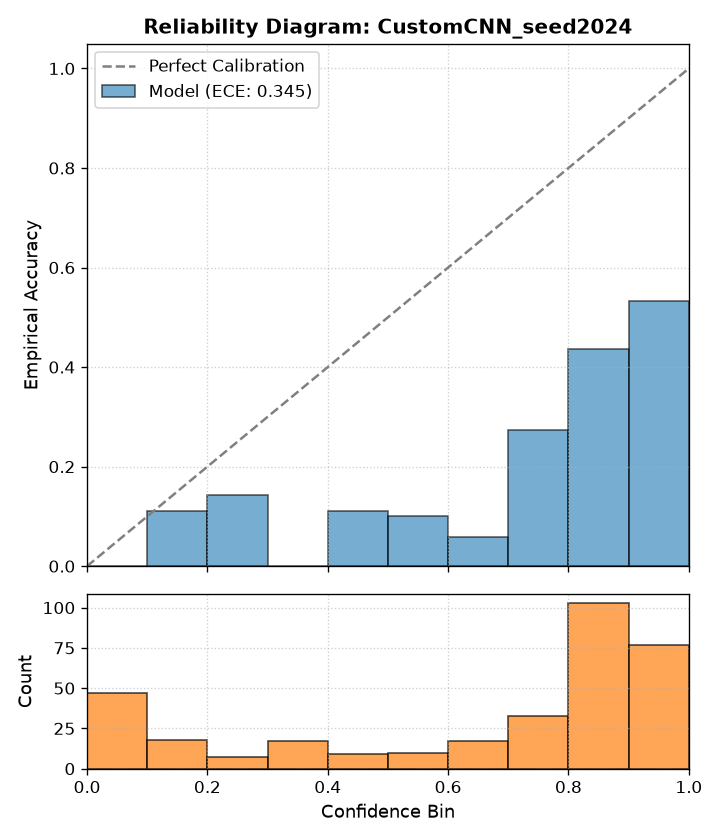 Reliability Diagram: CustomCNN_seed2024
Perfect Calibration
Model (ECE: 0.345)
Empirical Accuracy
1.0
0.8
0.6
0.4
0.2
0.0
Count
100
75
50
25
0
0.0 0.2 0.4 0.6 0.8 1.0
Confidence Bin